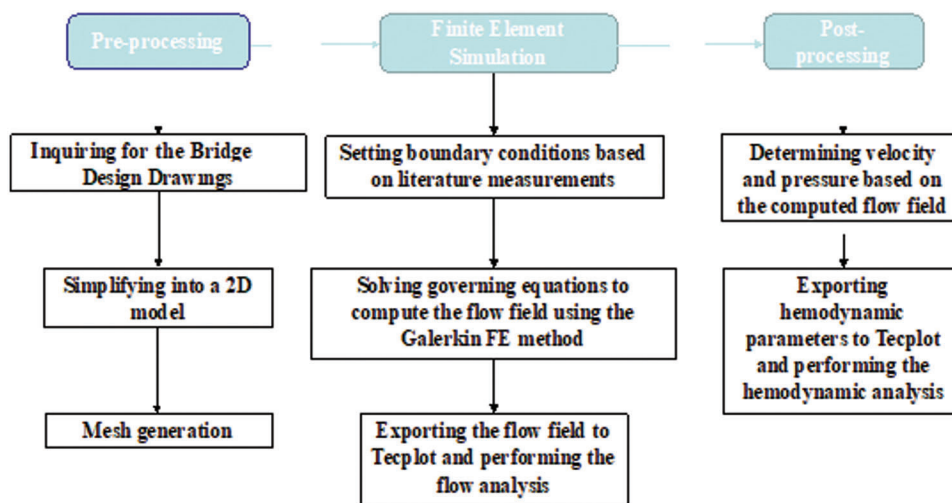 Pre-processing
Finite Element
Simulation
Post-
processing
Inquiring for the Bridge
Design Drawings
Simplifying into a 2D
model
Mesh generation
Setting boundary conditions based
on literature measurements
Solving governing equations to
compute the flow field using the
Galerkin FE method
Exporting the flow field to
Tecplot and performing the
flow analysis
Determining velocity
and pressure based on
the computed flow field
Exporting
hemodynamic
parameters to Tecplot
and performing the
hemodynamic analysis